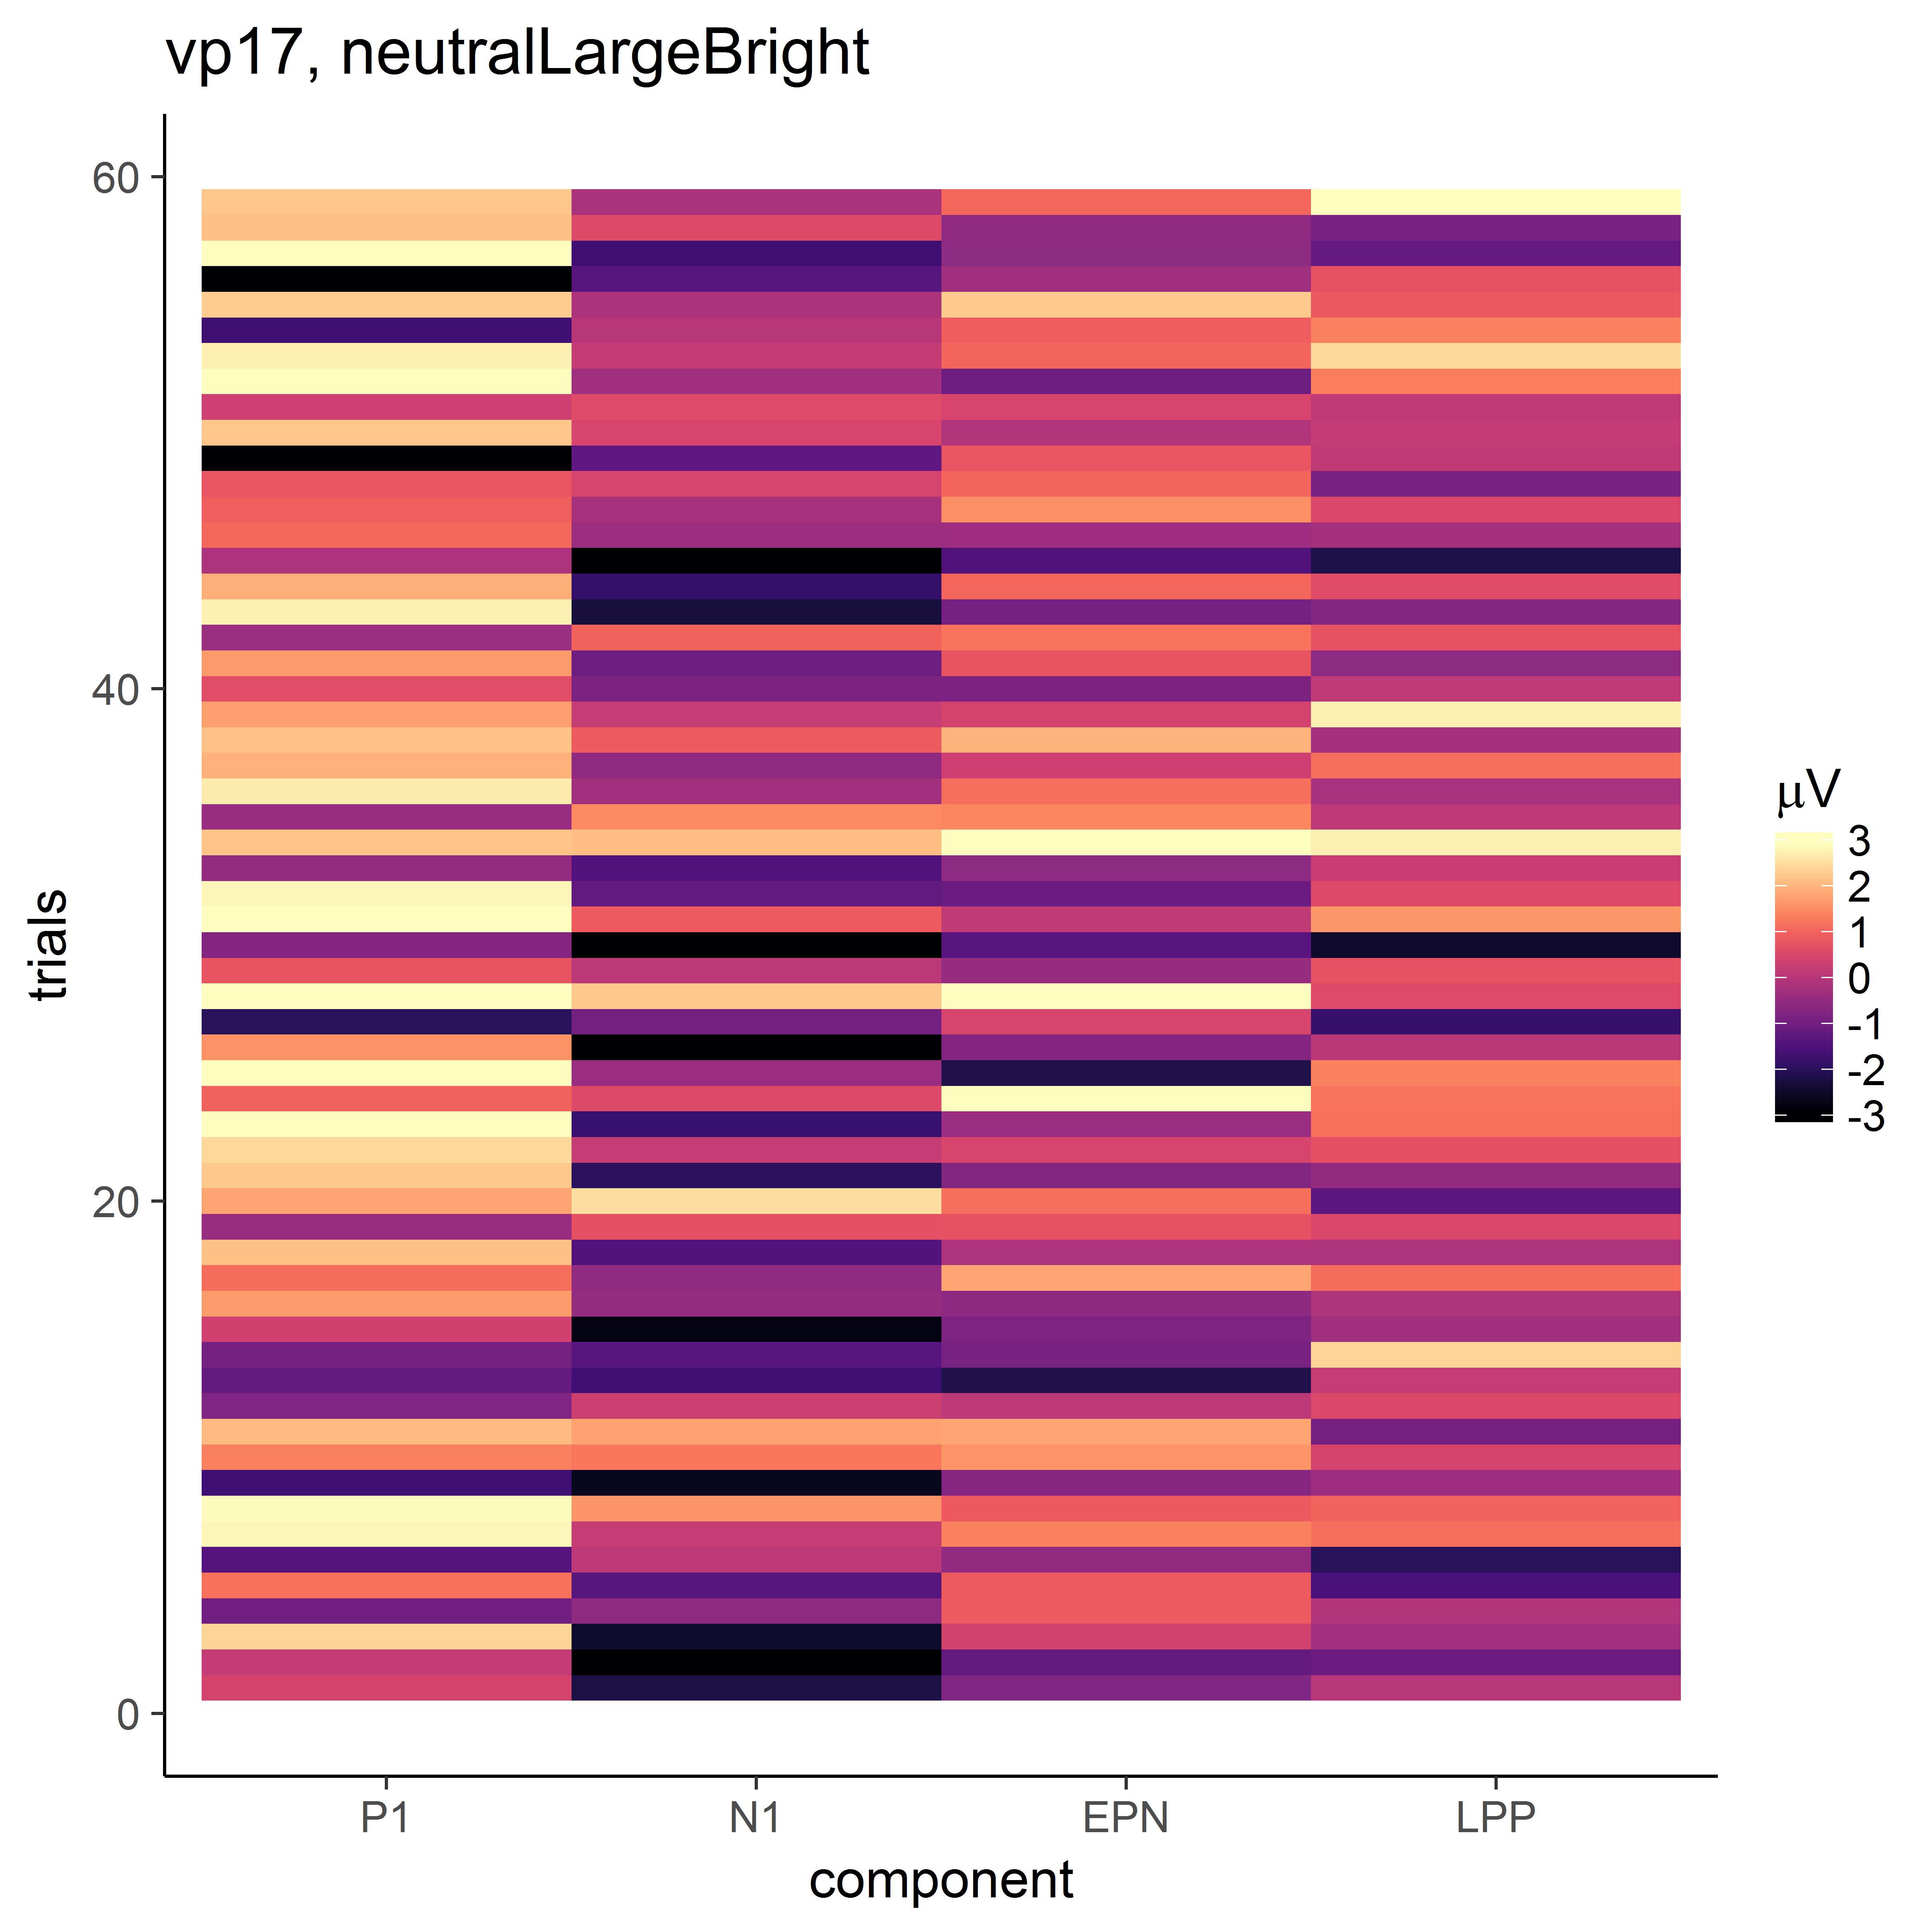 vp17, neutralLargeBright
60
40
20
0
trials
P1 N1 EPN LPP
component
μV
3
2
1
0
-1
-2
-3